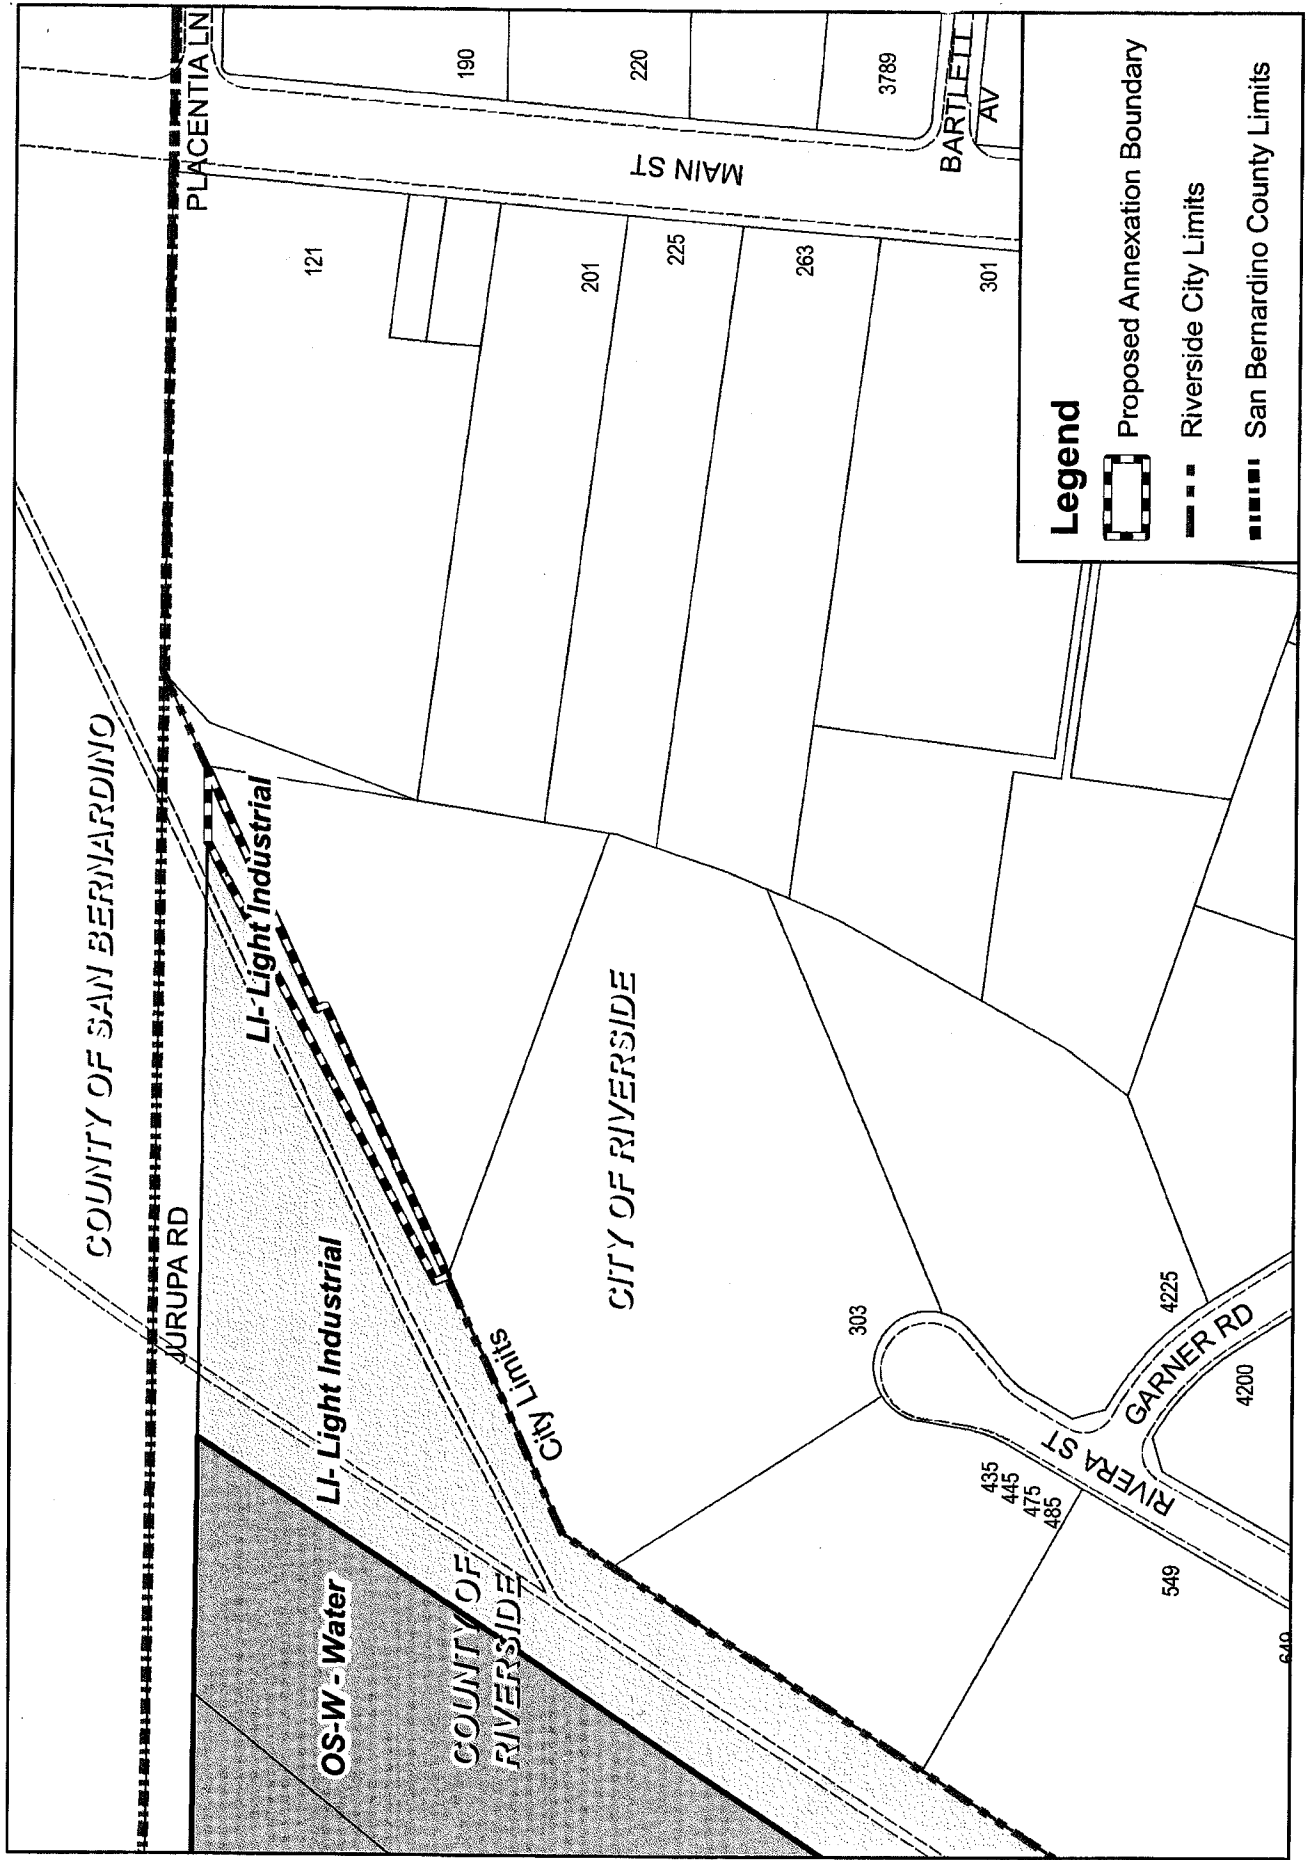 COUNTY OF SAN BERNARDINO
JURUPA RD
PLACENTIA LN
OS-W - Water
LI- Light Industrial
LI- Light Industrial
COUNTY OF
RIVERSIDE
City Limits
CITY OF RIVERSIDE
121
190
220
3789
201
225
263
301
MAIN ST
BARTLETT
AV
303
435
445
475
485
549
649
RIVERA ST
GARNER RD
4225
4200
Legend
Proposed Annexation Boundary
Riverside City Limits
San Bernardino County Limits